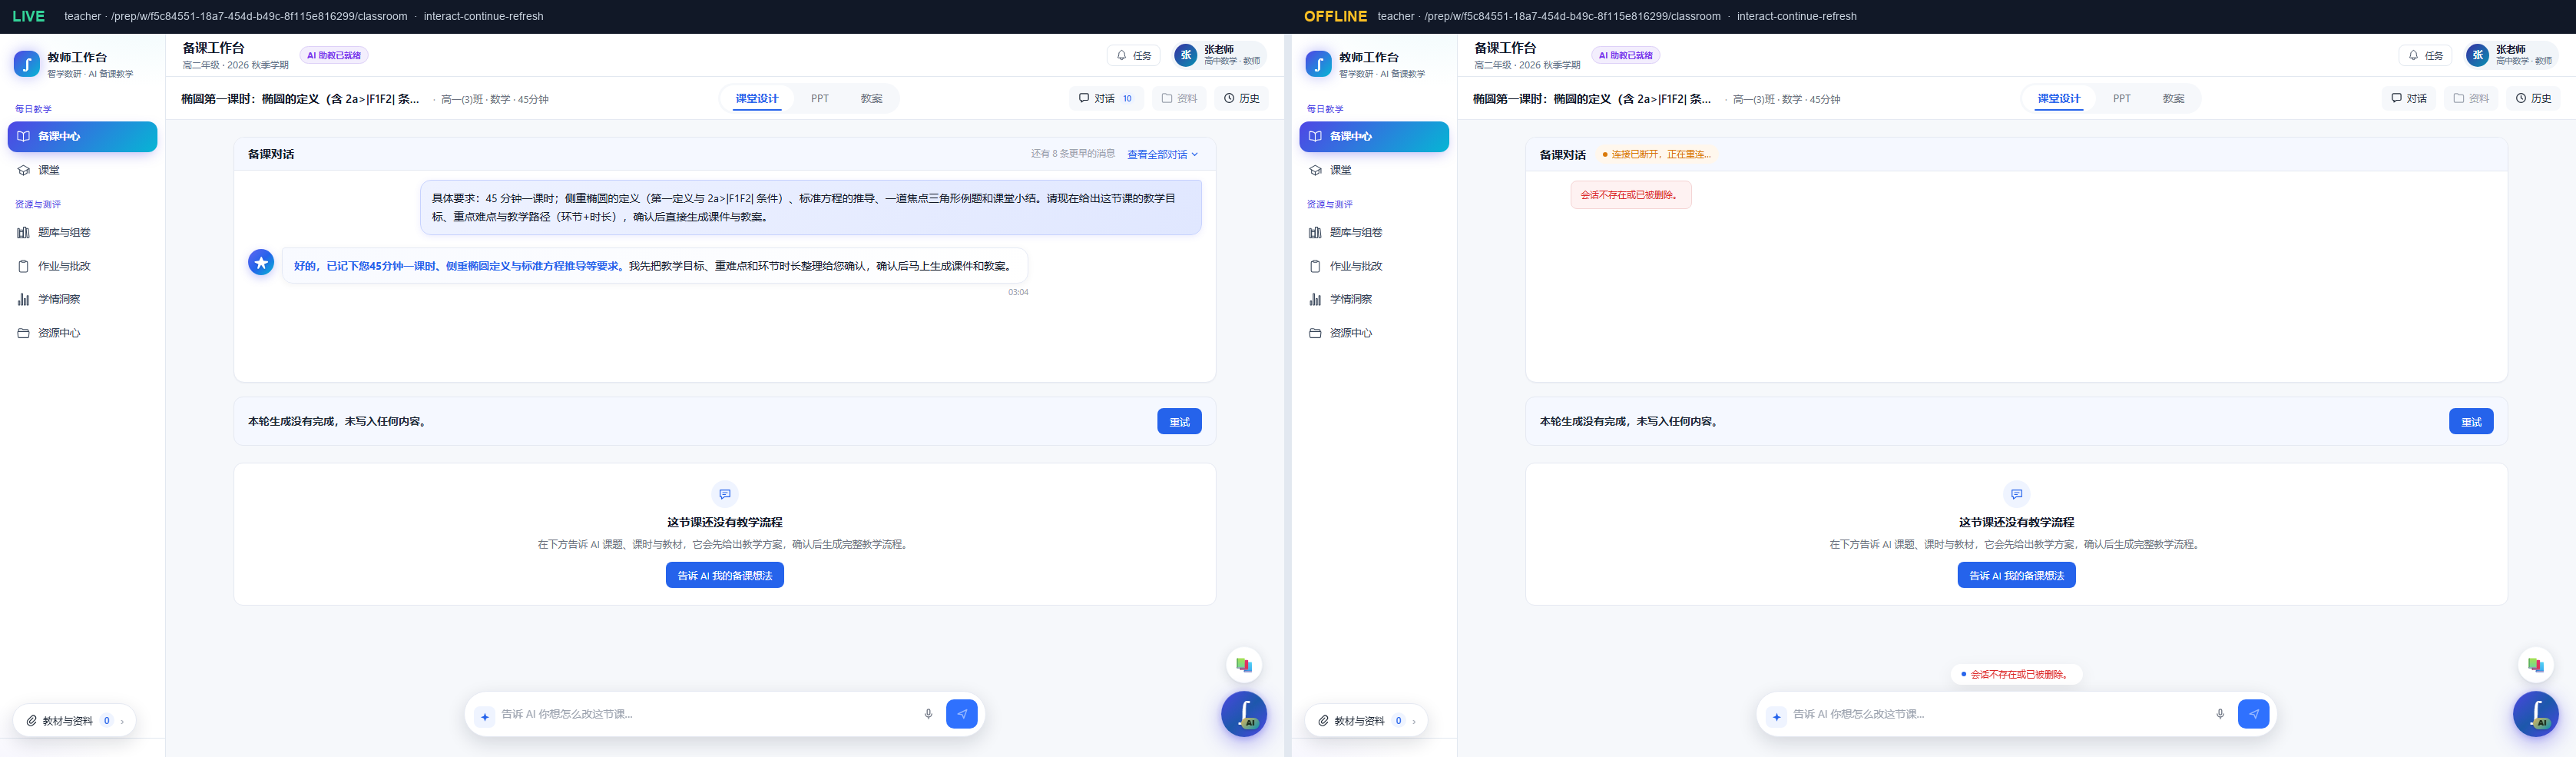 LIVE teacher · /prep/w/f5c84551-18a7-454d-b49c-8f115e816299/classroom · interact-continue-refresh
教师工作台
智学数研 · AI 备课教学
每日教学
备课中心
课堂
资源与测评
题库与组卷
作业与批改
学情洞察
资源中心
教材与资料 0 ›
备课工作台
高二年级 · 2026 秋季学期
AI 助教已就绪
任务
张
张老师
高中数学 · 教师
椭圆第一课时：椭圆的定义（含 2a>|F1F2| 条... · 高一(3)班 · 数学 · 45分钟
课堂设计 PPT 教案
对话 10 资料 历史
备课对话
还有 8 条更早的消息 查看全部对话
具体要求：45 分钟一课时；侧重椭圆的定义（第一定义与 2a>|F1F2| 条件）、标准方程的推导、一道焦点三角形例题和课堂小结。请现在给出这节课的教学目
标、重点难点与教学路径（环节+时长），确认后直接生成课件与教案。
好的，已记下您45分钟一课时、侧重椭圆定义与标准方程推导等要求。我先把教学目标、重难点和环节时长整理给您确认，确认后马上生成课件和教案。
03:04
本轮生成没有完成，未写入任何内容。
重试
这节课还没有教学流程
在下方告诉 AI 课题、课时与教材，它会先给出教学方案，确认后生成完整教学流程。
告诉 AI 我的备课想法
告诉 AI 你想怎么改这节课...
AI
OFFLINE teacher · /prep/w/f5c84551-18a7-454d-b49c-8f115e816299/classroom · interact-continue-refresh
教师工作台
智学数研 · AI 备课教学
每日教学
备课中心
课堂
资源与测评
题库与组卷
作业与批改
学情洞察
资源中心
教材与资料 0 ›
备课工作台
高二年级 · 2026 秋季学期
AI 助教已就绪
任务
张
张老师
高中数学 · 教师
椭圆第一课时：椭圆的定义（含 2a>|F1F2| 条... · 高一(3)班 · 数学 · 45分钟
课堂设计 PPT 教案
对话 资料 历史
备课对话
连接已断开，正在重连...
会话不存在或已被删除。
本轮生成没有完成，未写入任何内容。
重试
这节课还没有教学流程
在下方告诉 AI 课题、课时与教材，它会先给出教学方案，确认后生成完整教学流程。
告诉 AI 我的备课想法
会话不存在或已被删除。
告诉 AI 你想怎么改这节课...
AI